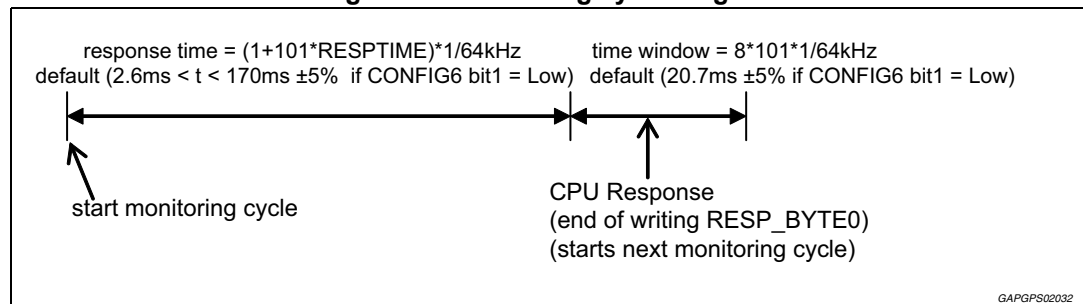 response time = (1+101*RESPTIME)*1/64kHz
time window = 8*101*1/64kHz
default (2.6ms < t < 170ms ±5% if CONFIG6 bit1 = Low)
default (20.7ms ±5% if CONFIG6 bit1 = Low)
start monitoring cycle
CPU Response
(end of writing RESP_BYTE0)
(starts next monitoring cycle)
GAPGPS02032